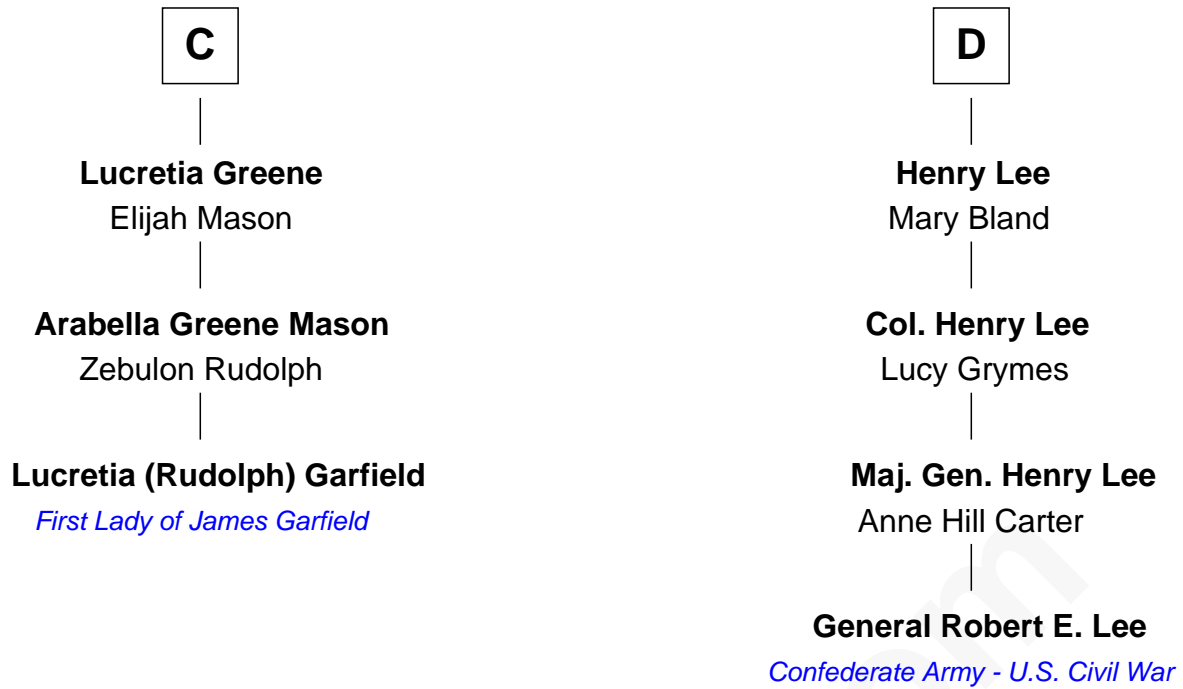 C
Lucretia Greene
Elijah Mason
Arabella Greene Mason
Zebulon Rudolph
Lucretia (Rudolph) Garfield
First Lady of James Garfield
D
Henry Lee
Mary Bland
Col. Henry Lee
Lucy Grymes
Maj. Gen. Henry Lee
Anne Hill Carter
General Robert E. Lee
Confederate Army - U.S. Civil War